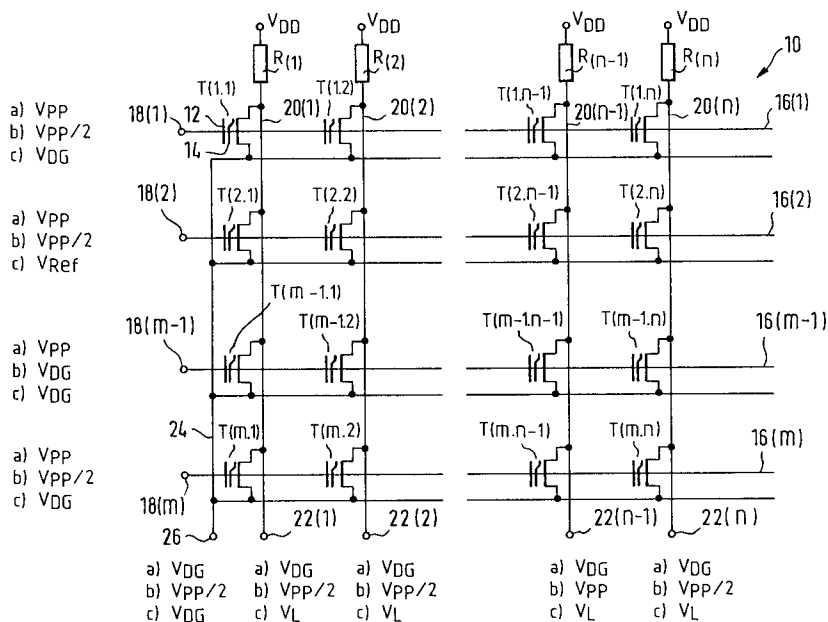 VDD VDD VDD VDD
R(1) R(2) R(n-1) R(n)
10
T(1.1) T(1.2) T(1.n-1) T(1.n)
a) VPP
18(1) 12 20(1) 20(2) 20(n-1) 20(n) 16(1)
b) VPP/2
14
c) VDG
18(2) T(2.1) T(2.2) T(2.n-1) T(2.n) 16(2)
a) VPP
b) VPP/2
c) VRef
T(m-1.1)
18(m-1) T(m-1.2) T(m-1.n-1) T(m-1.n) 16(m-1)
a) VPP
b) VDG
c) VDG
24 T(m.1) T(m.2) T(m.n-1) T(m.n) 16(m)
a) VPP
b) VPP/2
c) VDG
18(m)
26 22(1) 22(2) 22(n-1) 22(n)
a) VDG a) VDG a) VDG a) VDG a) VDG
b) VPP/2 b) VPP/2 b) VPP/2 b) VPP b) VPP/2
c) VDG c) VL c) VL c) VL c) VL